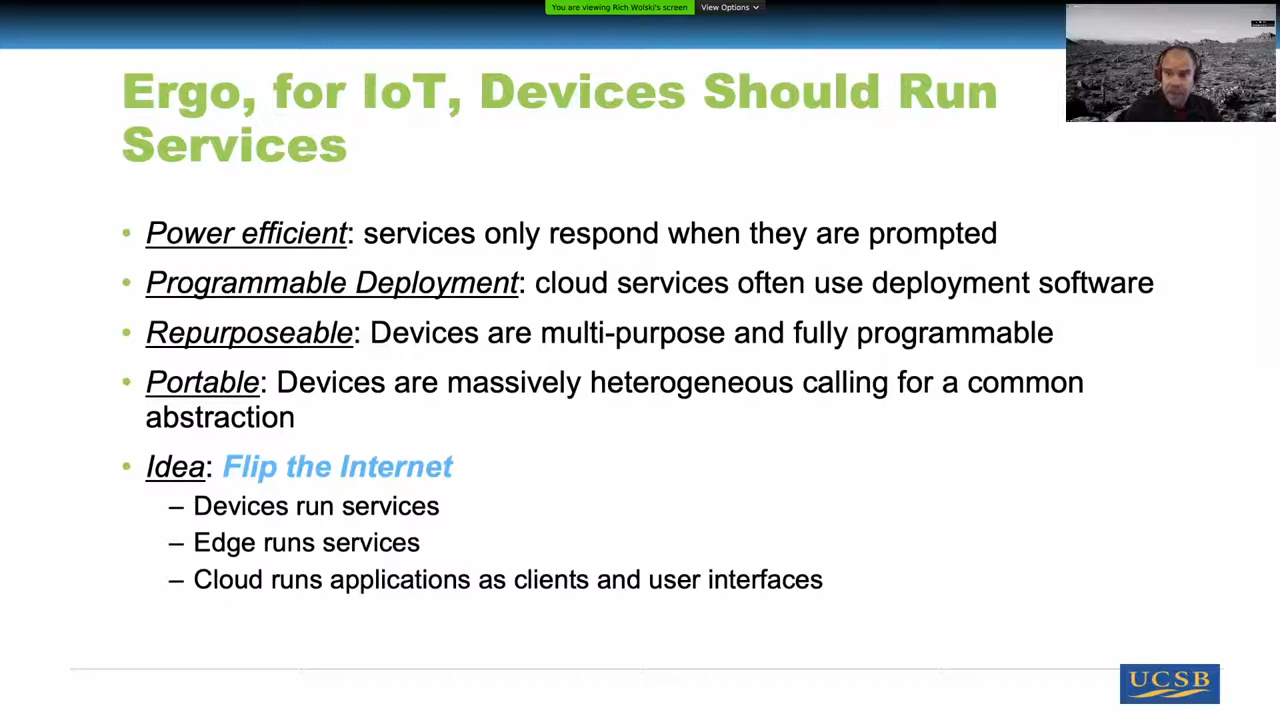 You are viewing Rich Wolski's screen
View Options
Ergo, for IoT, Devices Should Run
Services
• Power efficient: services only respond when they are prompted
• Programmable Deployment: cloud services often use deployment software
• Repurposeable: Devices are multi-purpose and fully programmable
• Portable: Devices are massively heterogeneous calling for a common
abstraction
• Idea: Flip the Internet
– Devices run services
– Edge runs services
– Cloud runs applications as clients and user interfaces
UCSB